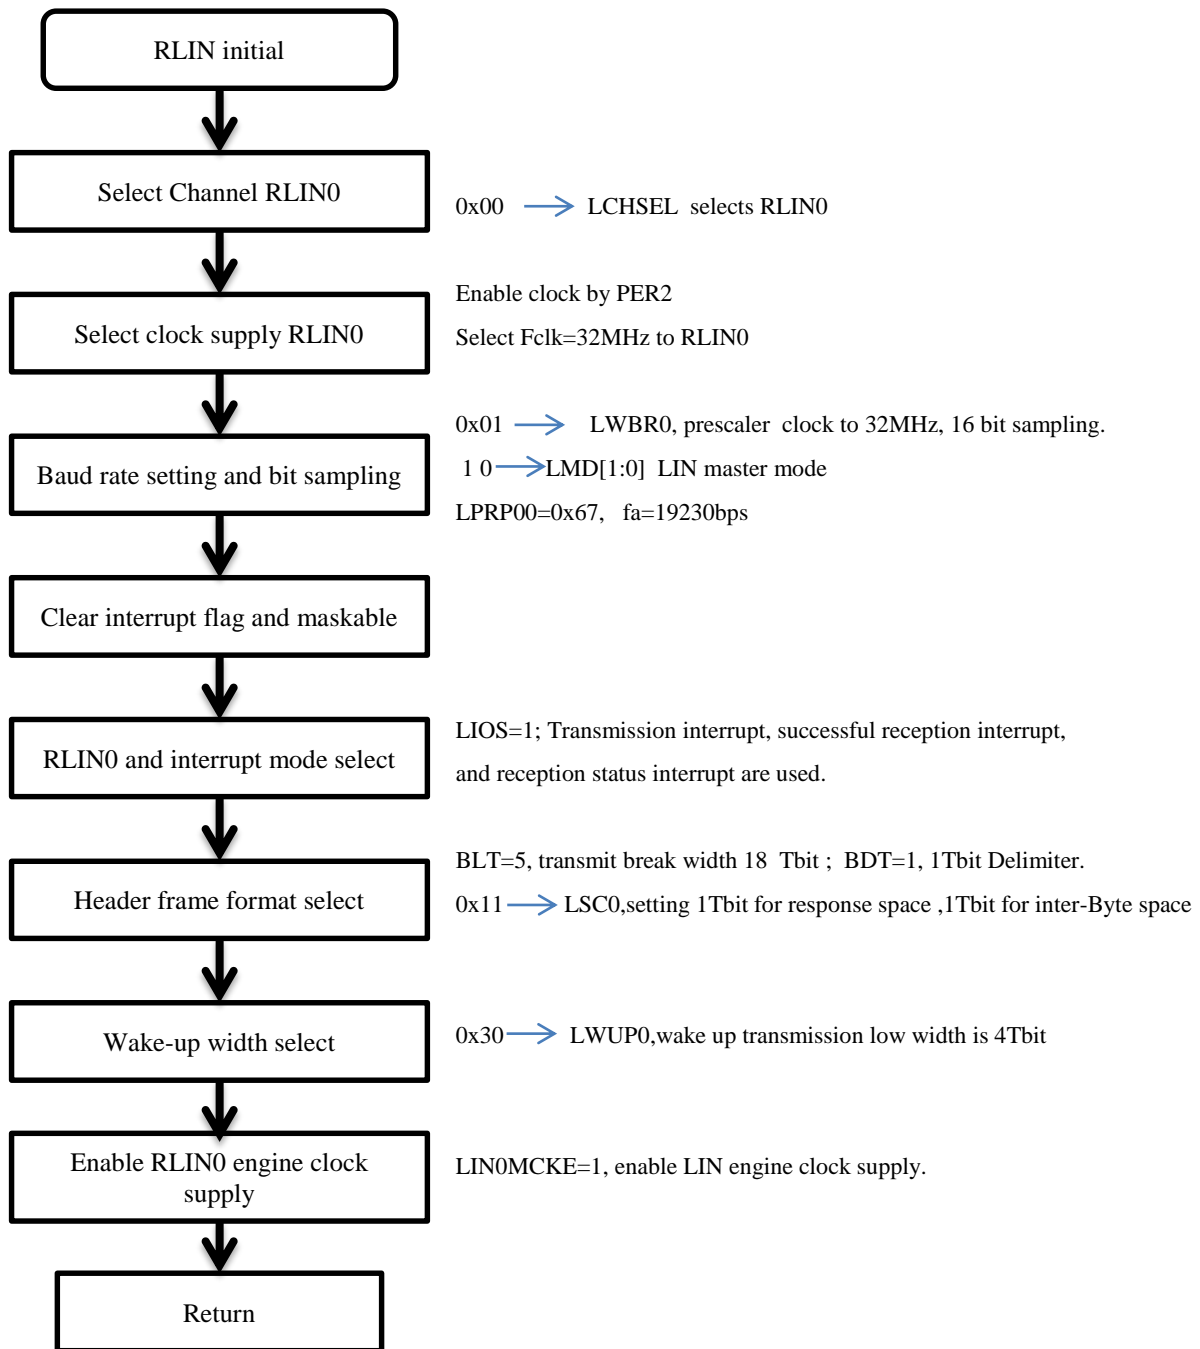 RLIN initial
Select Channel RLIN0
0x00 LCHSEL selects RLIN0
Select clock supply RLIN0
Enable clock by PER2
Select Fclk=32MHz to RLIN0
Baud rate setting and bit sampling
0x01 LWBR0, prescaler clock to 32MHz, 16 bit sampling.
1 0 LMD[1:0] LIN master mode
LPRP00=0x67, fa=19230bps
Clear interrupt flag and maskable
RLIN0 and interrupt mode select
LIOS=1; Transmission interrupt, successful reception interrupt,
and reception status interrupt are used.
Header frame format select
BLT=5, transmit break width 18 Tbit ; BDT=1, 1Tbit Delimiter.
0x11 LSC0,setting 1Tbit for response space ,1Tbit for inter-Byte space
Wake-up width select
0x30 LWUP0,wake up transmission low width is 4Tbit
Enable RLIN0 engine clock
supply
LIN0MCKE=1, enable LIN engine clock supply.
Return